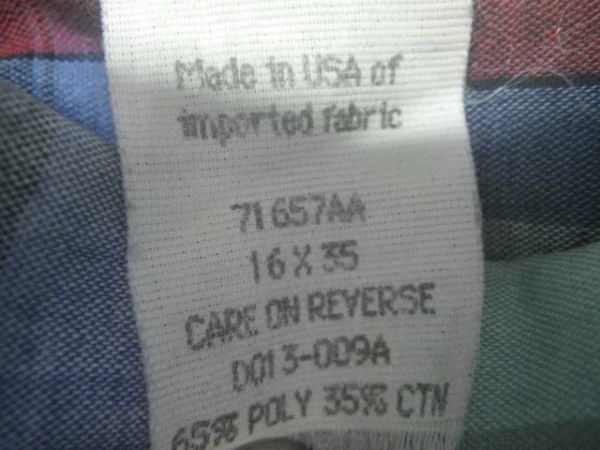 Made in USA of
imported fabric
71657AA
16 X 35
CARE ON REVERSE
D013-009A
65% POLY 35% CTN